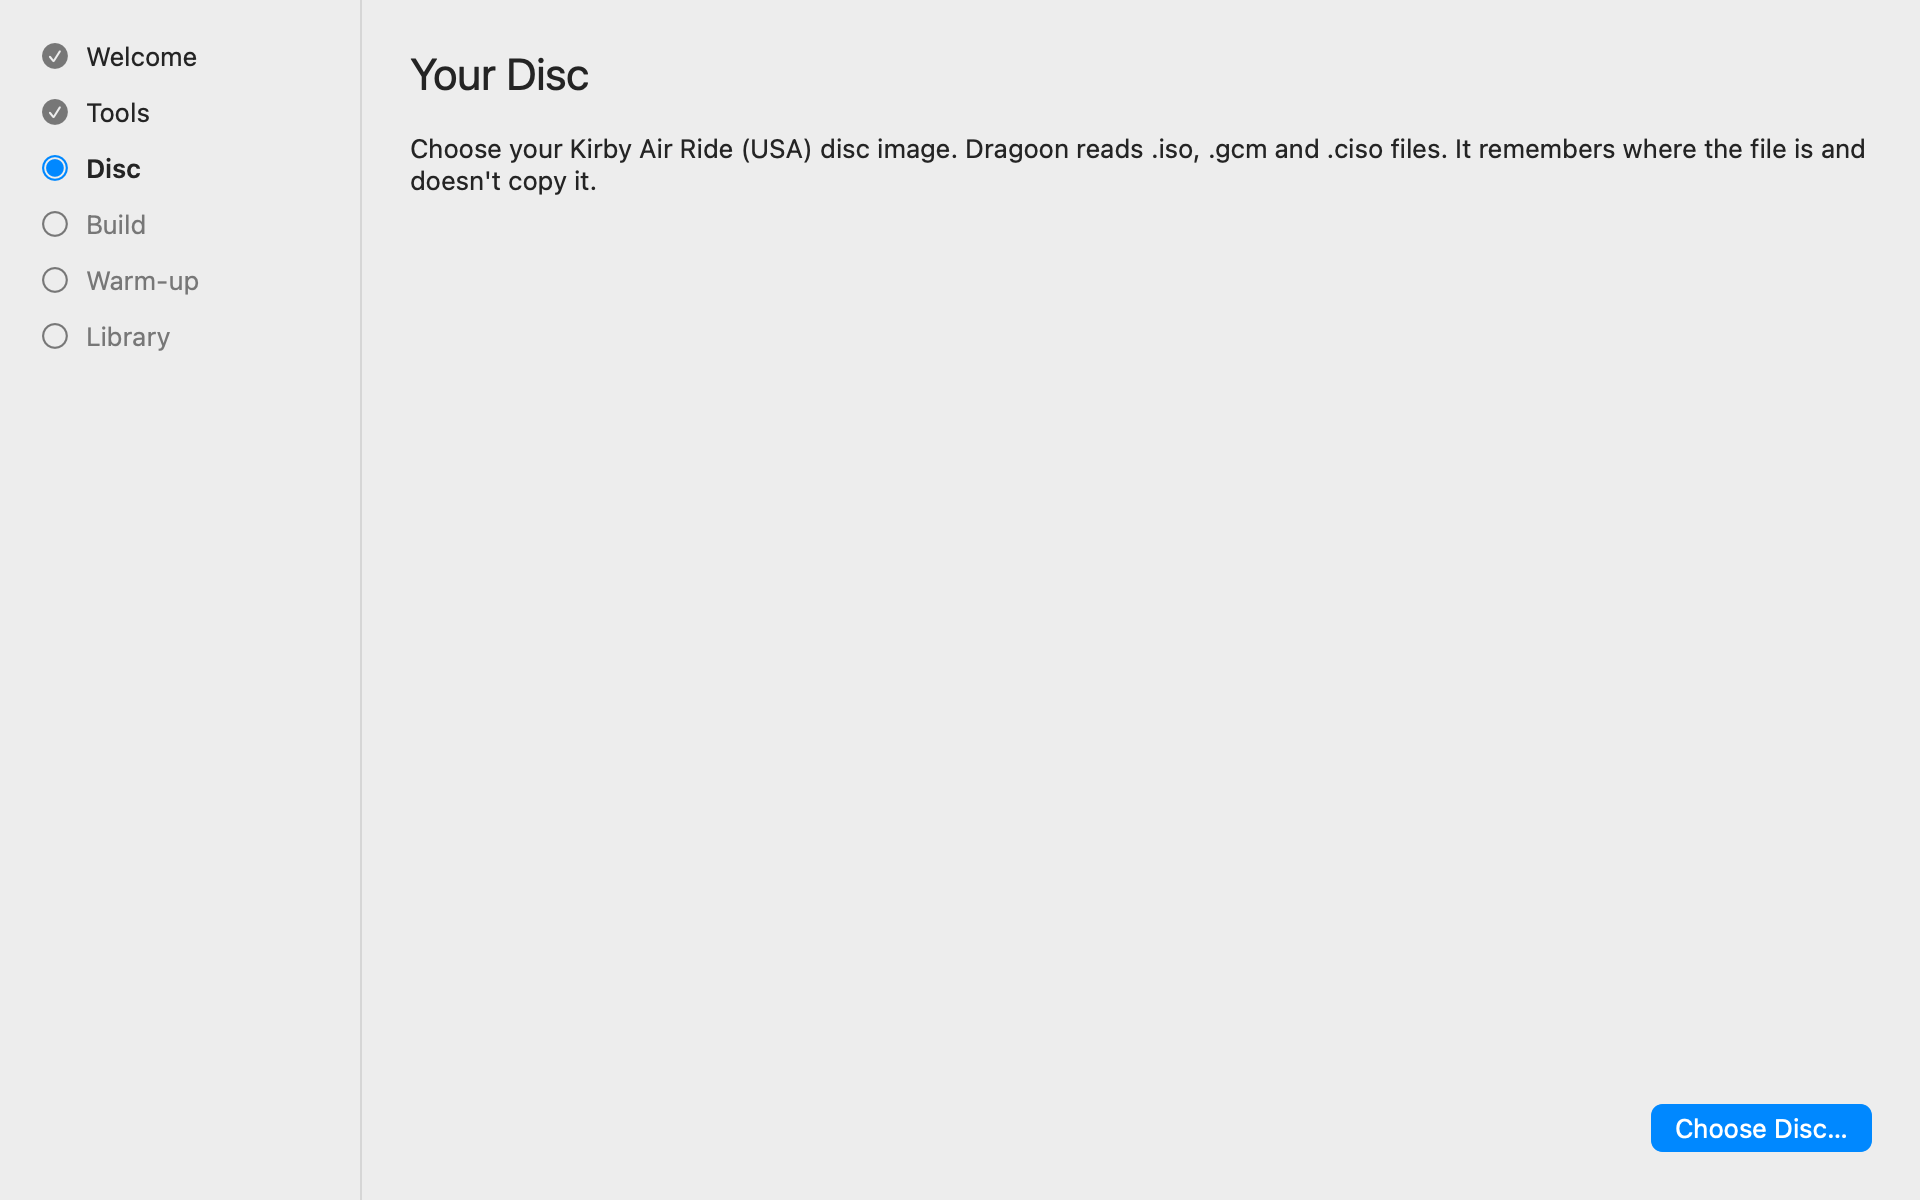 Welcome
Tools
Disc
Build
Warm-up
Library
Your Disc
Choose your Kirby Air Ride (USA) disc image. Dragoon reads .iso, .gcm and .ciso files. It remembers where the file is and
doesn't copy it.
Choose Disc...